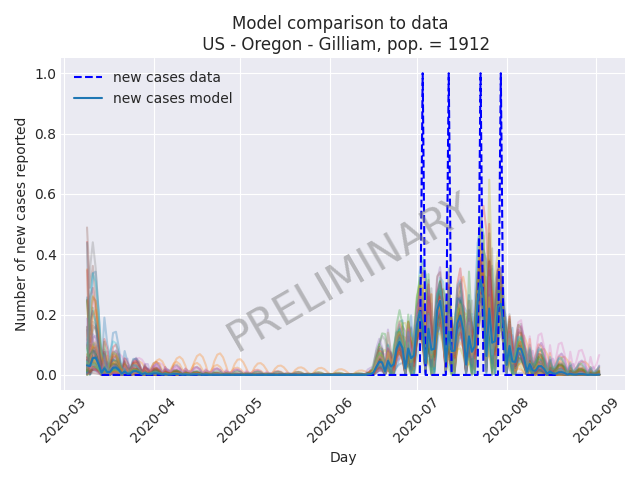 Model comparison to data
US - Oregon - Gilliam, pop. = 1912
new cases data
new cases model
Number of new cases reported
1.0
0.8
0.6
0.4
0.2
0.0
PRELIMINARY
2020-03
2020-04
2020-05
2020-06
2020-07
2020-08
2020-09
Day